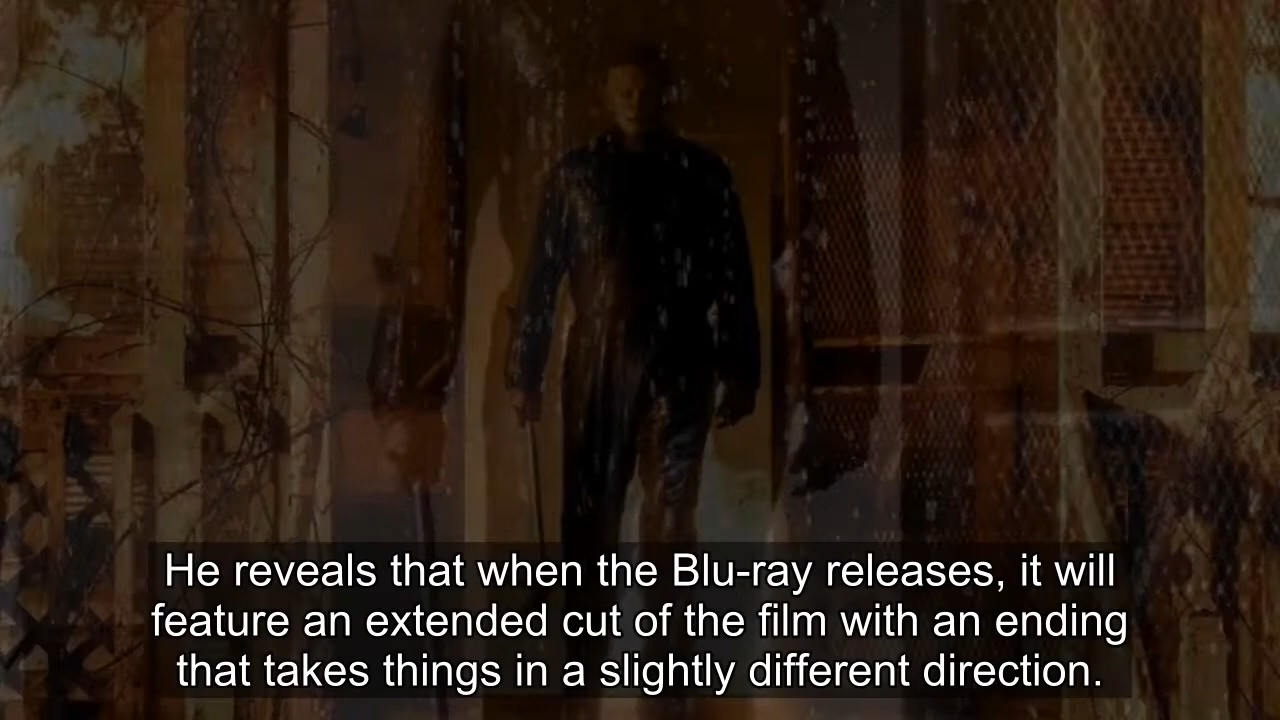 He reveals that when the Blu-ray releases, it will
feature an extended cut of the film with an ending
that takes things in a slightly different direction.